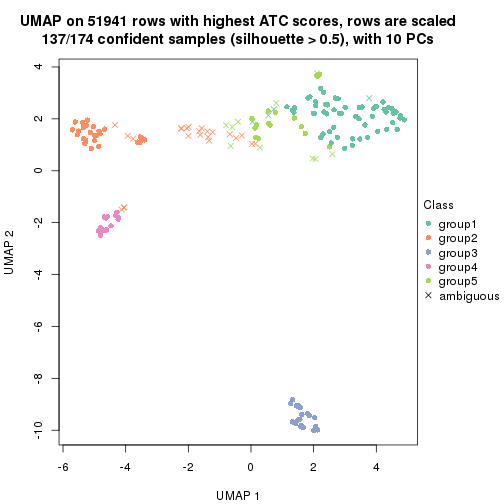 UMAP on 51941 rows with highest ATC scores, rows are scaled
137/174 confident samples (silhouette > 0.5), with 10 PCs
4
2
0
-2
-4
-6
-8
-10
UMAP 2
-6 -4 -2 0 2 4
UMAP 1
Class
group1
group2
group3
group4
group5
ambiguous